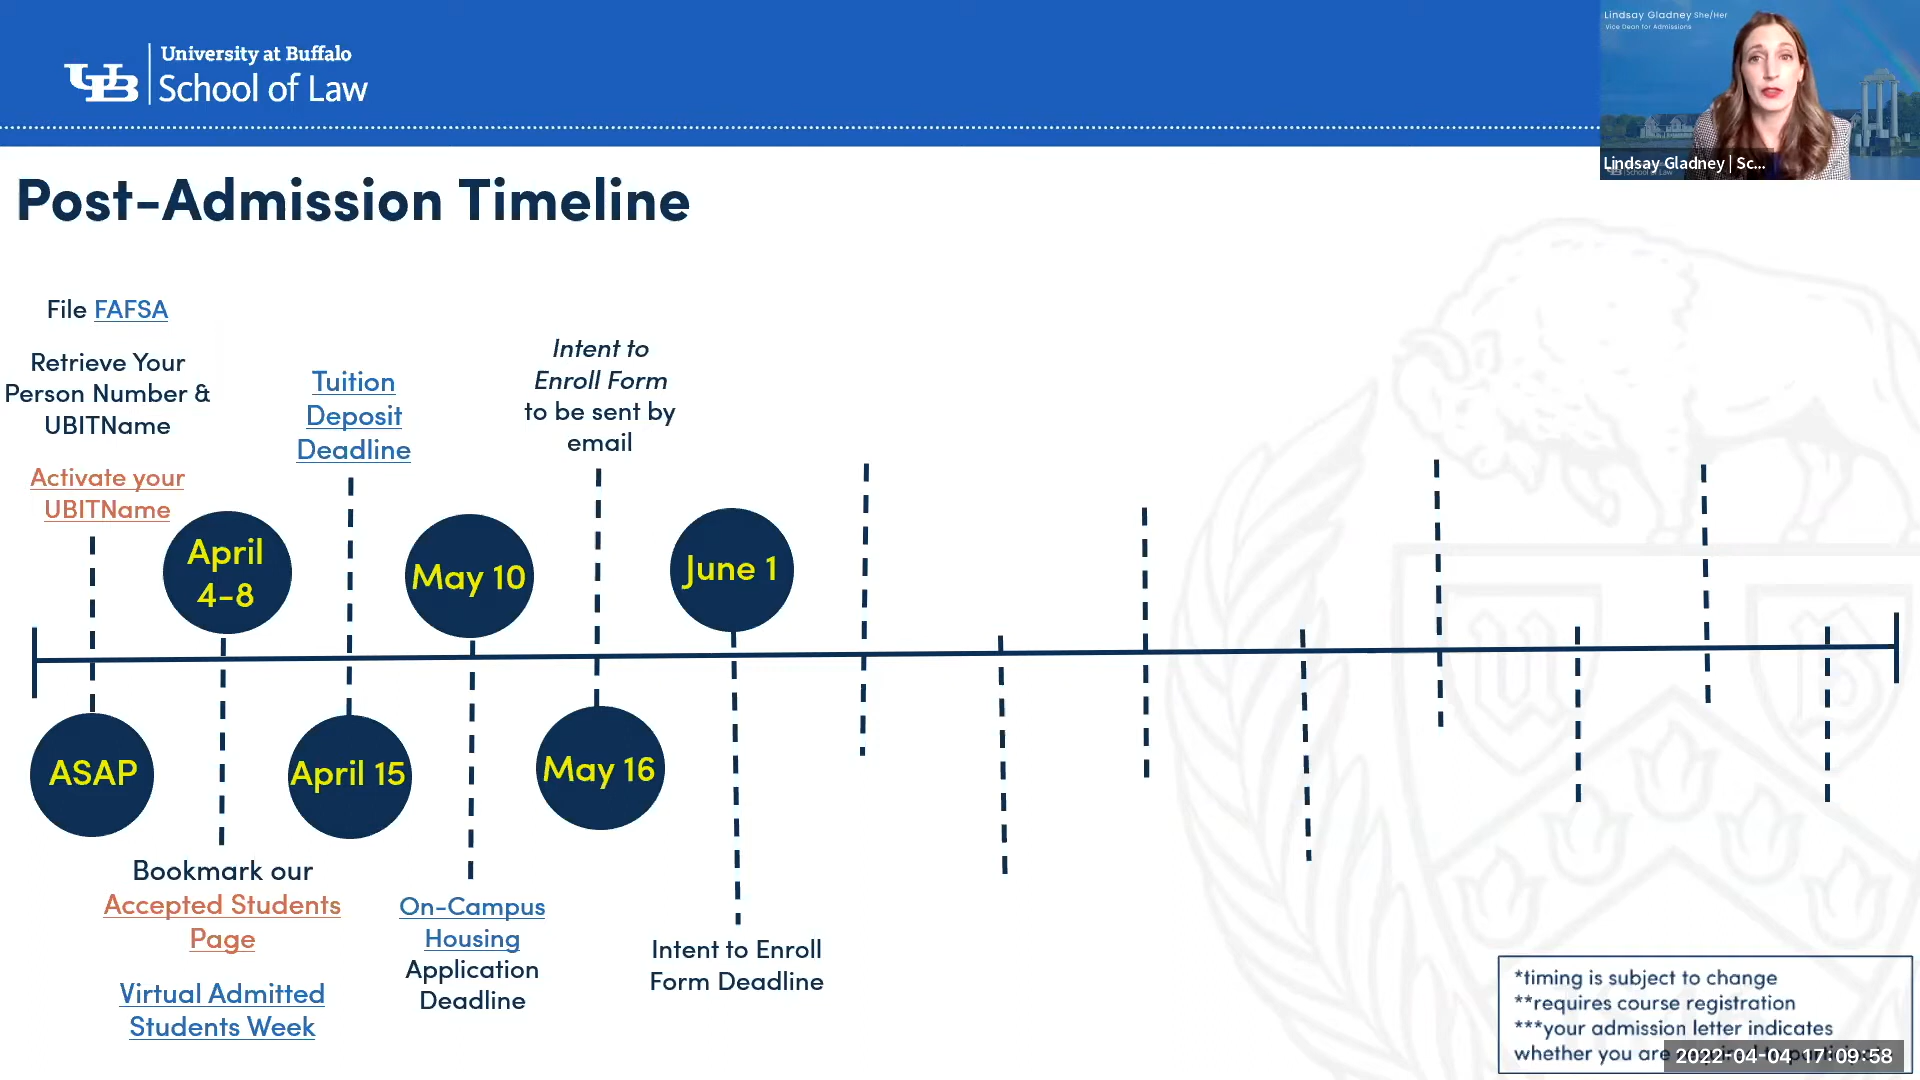 University at Buffalo
School of Law
Lindsay Gladney She/Her
Vice Dean for Admissions
Lindsay Gladney | Sc...
School of Law
Post-Admission Timeline
File FAFSA
Retrieve Your
Person Number &
UBITName
Activate your
UBITName
Tuition
Deposit
Deadline
Intent to
Enroll Form
to be sent by
email
April
4-8
May 10
June 1
ASAP
April 15
May 16
Bookmark our
Accepted Students
Page
Virtual Admitted
Students Week
On-Campus
Housing
Application
Deadline
Intent to Enroll
Form Deadline
*timing is subject to change
**requires course registration
***your admission letter indicates
whether you are
2022-04-04 17:09:58